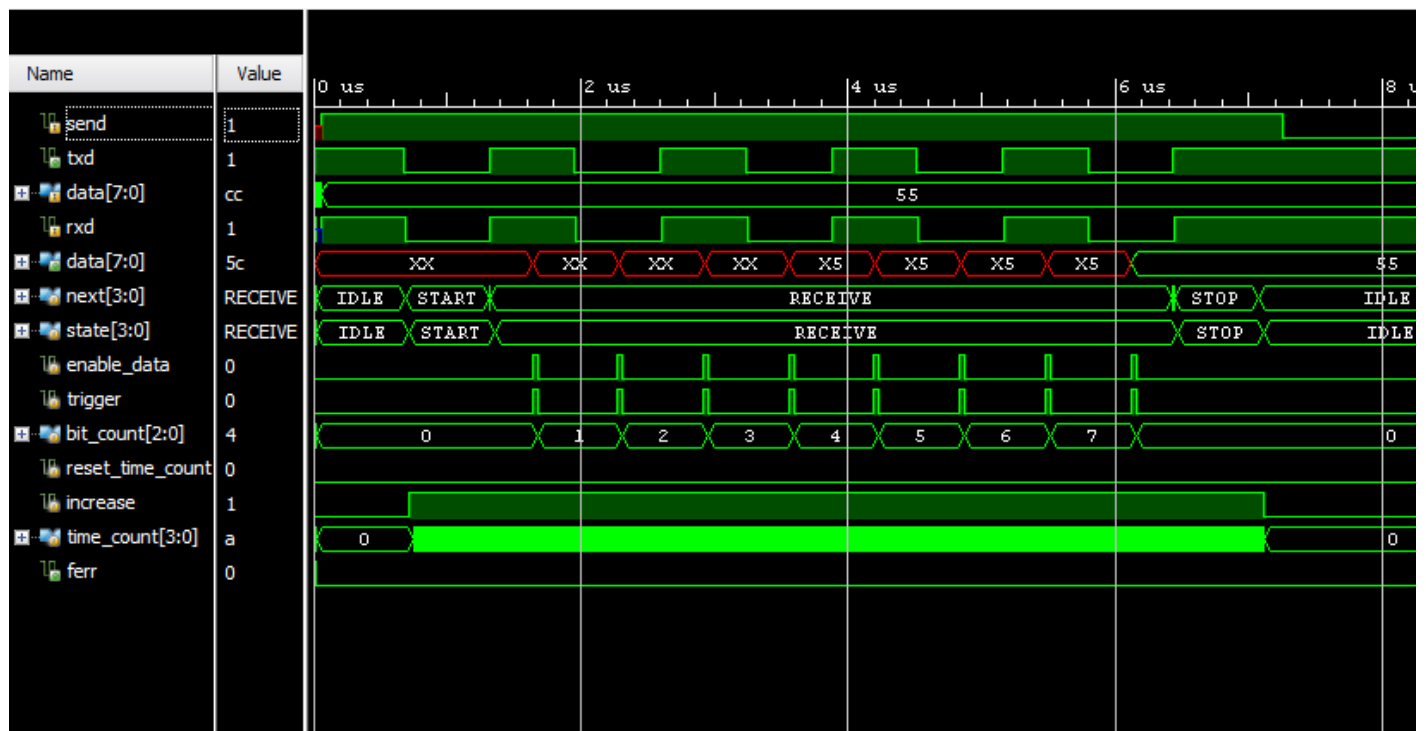 Name Value 0 us 2 us 4 us 6 us 8 u
send 1
txd 1
data[7:0] cc 55
rxd 1
data[7:0] 5c XX XX XX XX X5 X5 X5 X5 55
next[3:0] RECEIVE IDLE START RECEIVE STOP IDLE
state[3:0] RECEIVE IDLE START RECEIVE STOP IDLE
enable_data 0
trigger 0
bit_count[2:0] 4 0 1 2 3 4 5 6 7 0
reset_time_count 0
increase 1
time_count[3:0] a 0 0
ferr 0